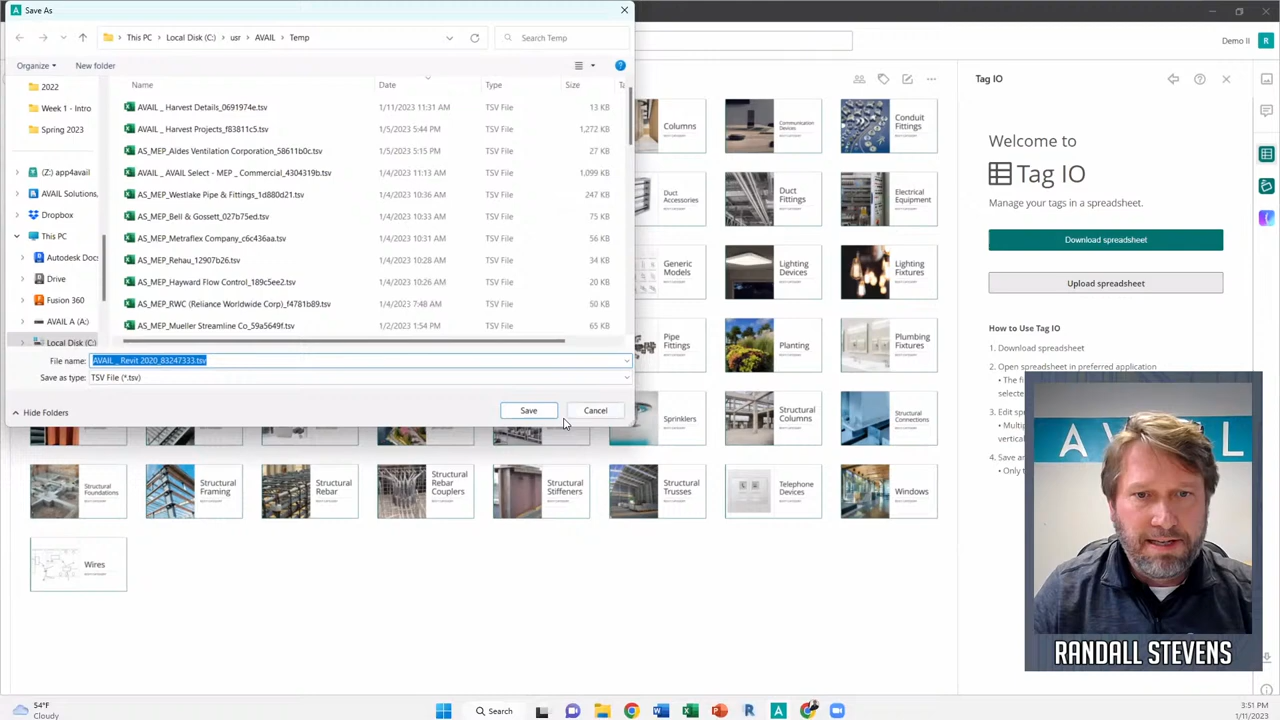 Save As
This PC
Local Disk (C:)
usr
AVAIL
Temp
Search Temp
Organize
New folder
Name
Date
Type
Size
AVAIL _ Harvest Details_0691974e.tsv 1/11/2023 11:31 AM TSV File 13 KB
AVAIL _ Harvest Projects_f83811c5.tsv 1/5/2023 5:44 PM TSV File 1,272 KB
AS_MEP_Aldes Ventilation Corporation_58611b0c.tsv 1/5/2023 5:15 PM TSV File 27 KB
AVAIL _ AVAIL Select - MEP _ Commercial_4304319b.tsv 1/4/2023 11:13 AM TSV File 1,099 KB
AS_MEP_Westlake Pipe & Fittings_1d880d21.tsv 1/4/2023 10:36 AM TSV File 247 KB
AS_MEP_Bell & Gossett_027b75ed.tsv 1/4/2023 10:33 AM TSV File 75 KB
AS_MEP_Metraflex Company_c6c436aa.tsv 1/4/2023 10:31 AM TSV File 56 KB
AS_MEP_Rehau_12907b26.tsv 1/4/2023 10:28 AM TSV File 34 KB
AS_MEP_Hayward Flow Control_189c5ee2.tsv 1/4/2023 10:26 AM TSV File 20 KB
AS_MEP_RWC (Reliance Worldwide Corp)_f4781b89.tsv 1/4/2023 7:48 AM TSV File 50 KB
AS_MEP_Mueller Streamline Co_59a5649f.tsv 1/2/2023 1:54 PM TSV File 65 KB
2022
Week 1 - Intro
Spring 2023
(Z:) app4avail
AVAIL Solutions,
Dropbox
This PC
Autodesk Docs
Drive
Fusion 360
AVAIL A (A:)
Local Disk (C:)
File name: AVAIL _ Revit 2020_83247333.tsv
Save as type: TSV File (*.tsv)
Hide Folders
Save
Cancel
Demo II
R
Columns
Communication
Devices
Conduit
Fittings
Duct
Accessories
Duct
Fittings
Electrical
Equipment
Generic
Models
Lighting
Devices
Lighting
Fixtures
Pipe
Fittings
Planting
Plumbing
Fixtures
Sprinklers
Structural
Columns
Structural
Connections
Structural
Foundations
Structural
Framing
Structural
Rebar
Structural
Rebar
Couplers
Structural
Stiffeners
Structural
Trusses
Telephone
Devices
Windows
Wires
Tag IO
Welcome to
Tag IO
Manage your tags in a spreadsheet.
Download spreadsheet
Upload spreadsheet
How to Use Tag IO
1. Download spreadsheet
2. Open spreadsheet in preferred application
• The fi
selecte
3. Edit sp
• Multip
vertical
4. Save an
• Only t
AVAIL
RANDALL STEVENS
54°F
Cloudy
Search
3:51 PM
1/11/2023